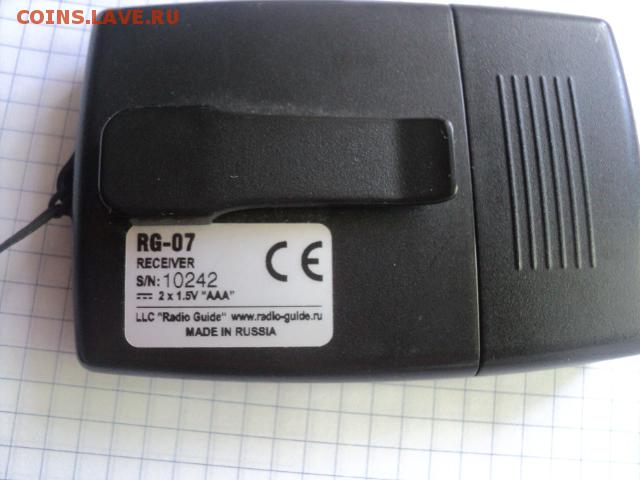 COINS.LAVE.RU
RG-07
RECEIVER
S/N: 10242
2 x 1.5V "AAA"
CE
LLC "Radio Guide" www.radio-guide.ru
MADE IN RUSSIA